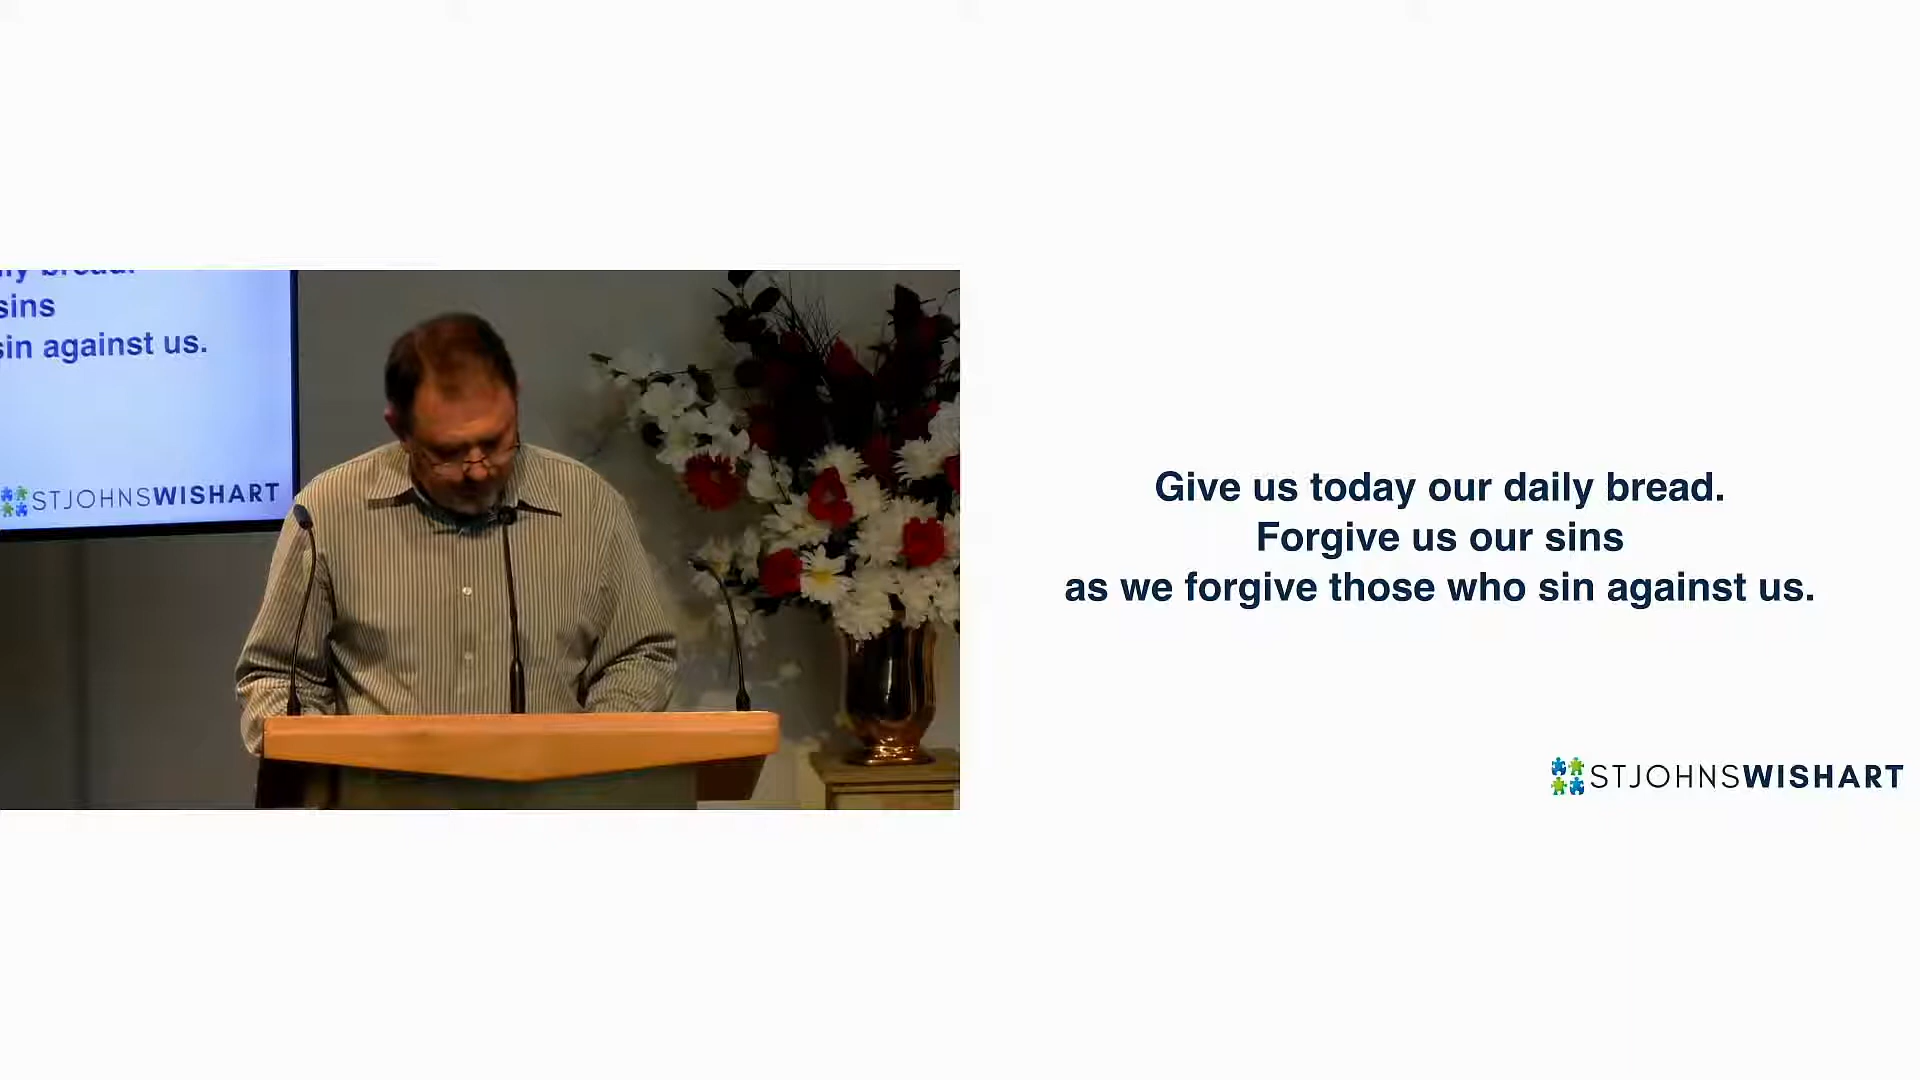 sins
sin against us.
STJOHNSWISHART
Give us today our daily bread.
Forgive us our sins
as we forgive those who sin against us.
STJOHNSWISHART